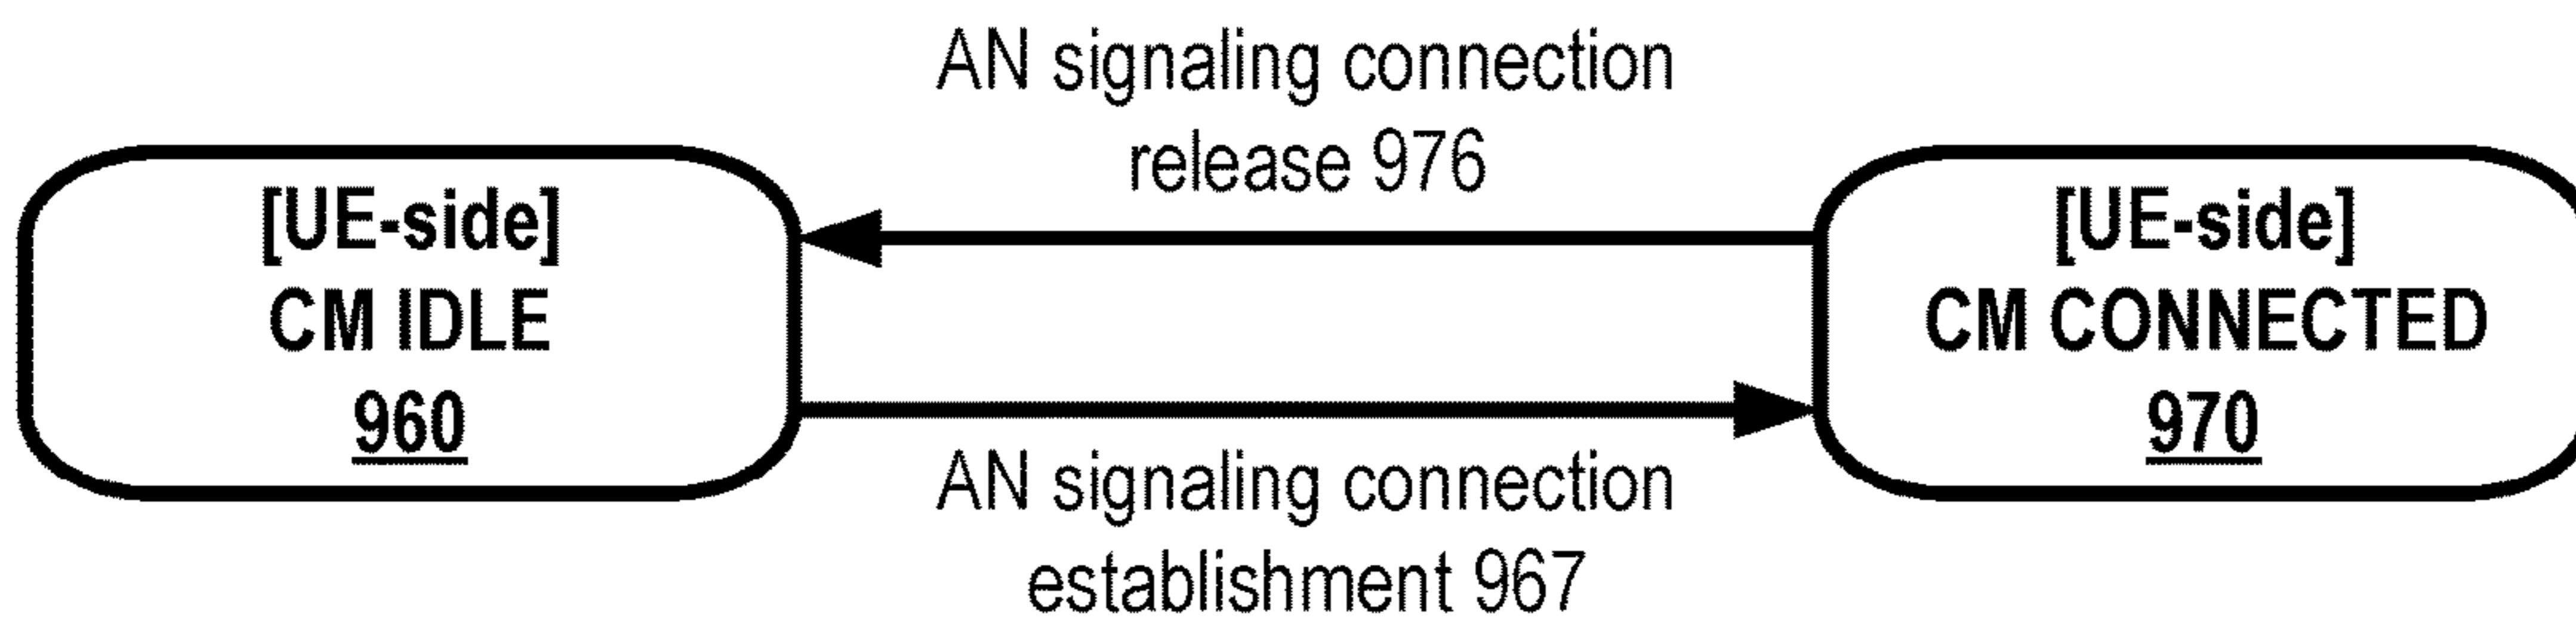 AN signaling connection
release 976
[UE-side]
CM IDLE
960
[UE-side]
CM CONNECTED
970
AN signaling connection
establishment 967